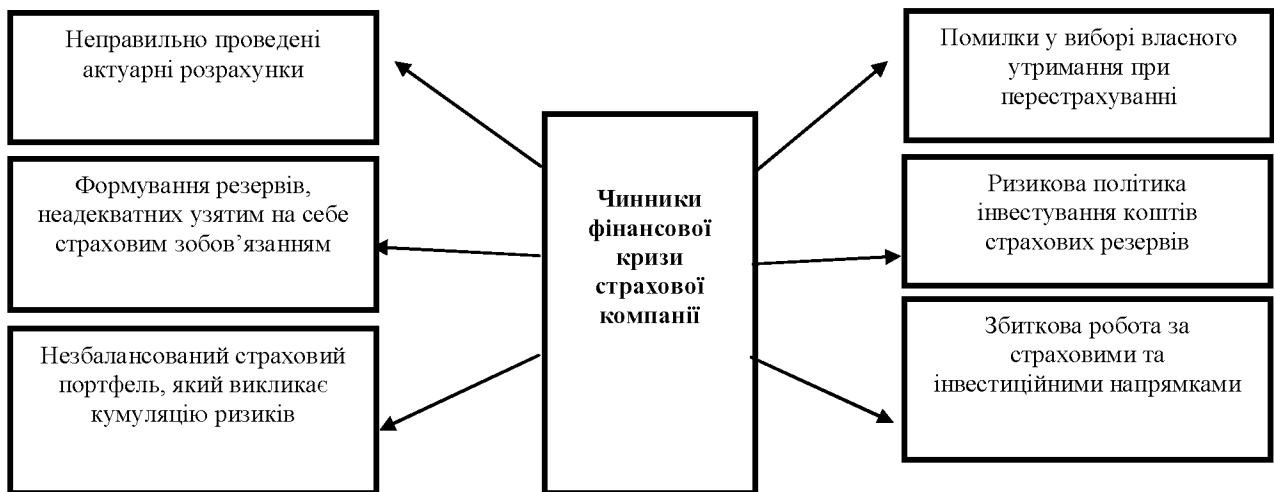 Неправильно проведені
актуарні розрахунки
Формування резервів,
неадекватних узятим на себе
страховим зобов’язанням
Незбалансований страховий
портфель, який викликає
кумуляцію ризиків
Чинники
фінансової
кризи
страхової
компанії
Помилки у виборі власного
утримання при
перестрахуванні
Ризикова політика
інвестування коштів
страхових резервів
Збиткова робота за
страховими та
інвестиційними напрямками